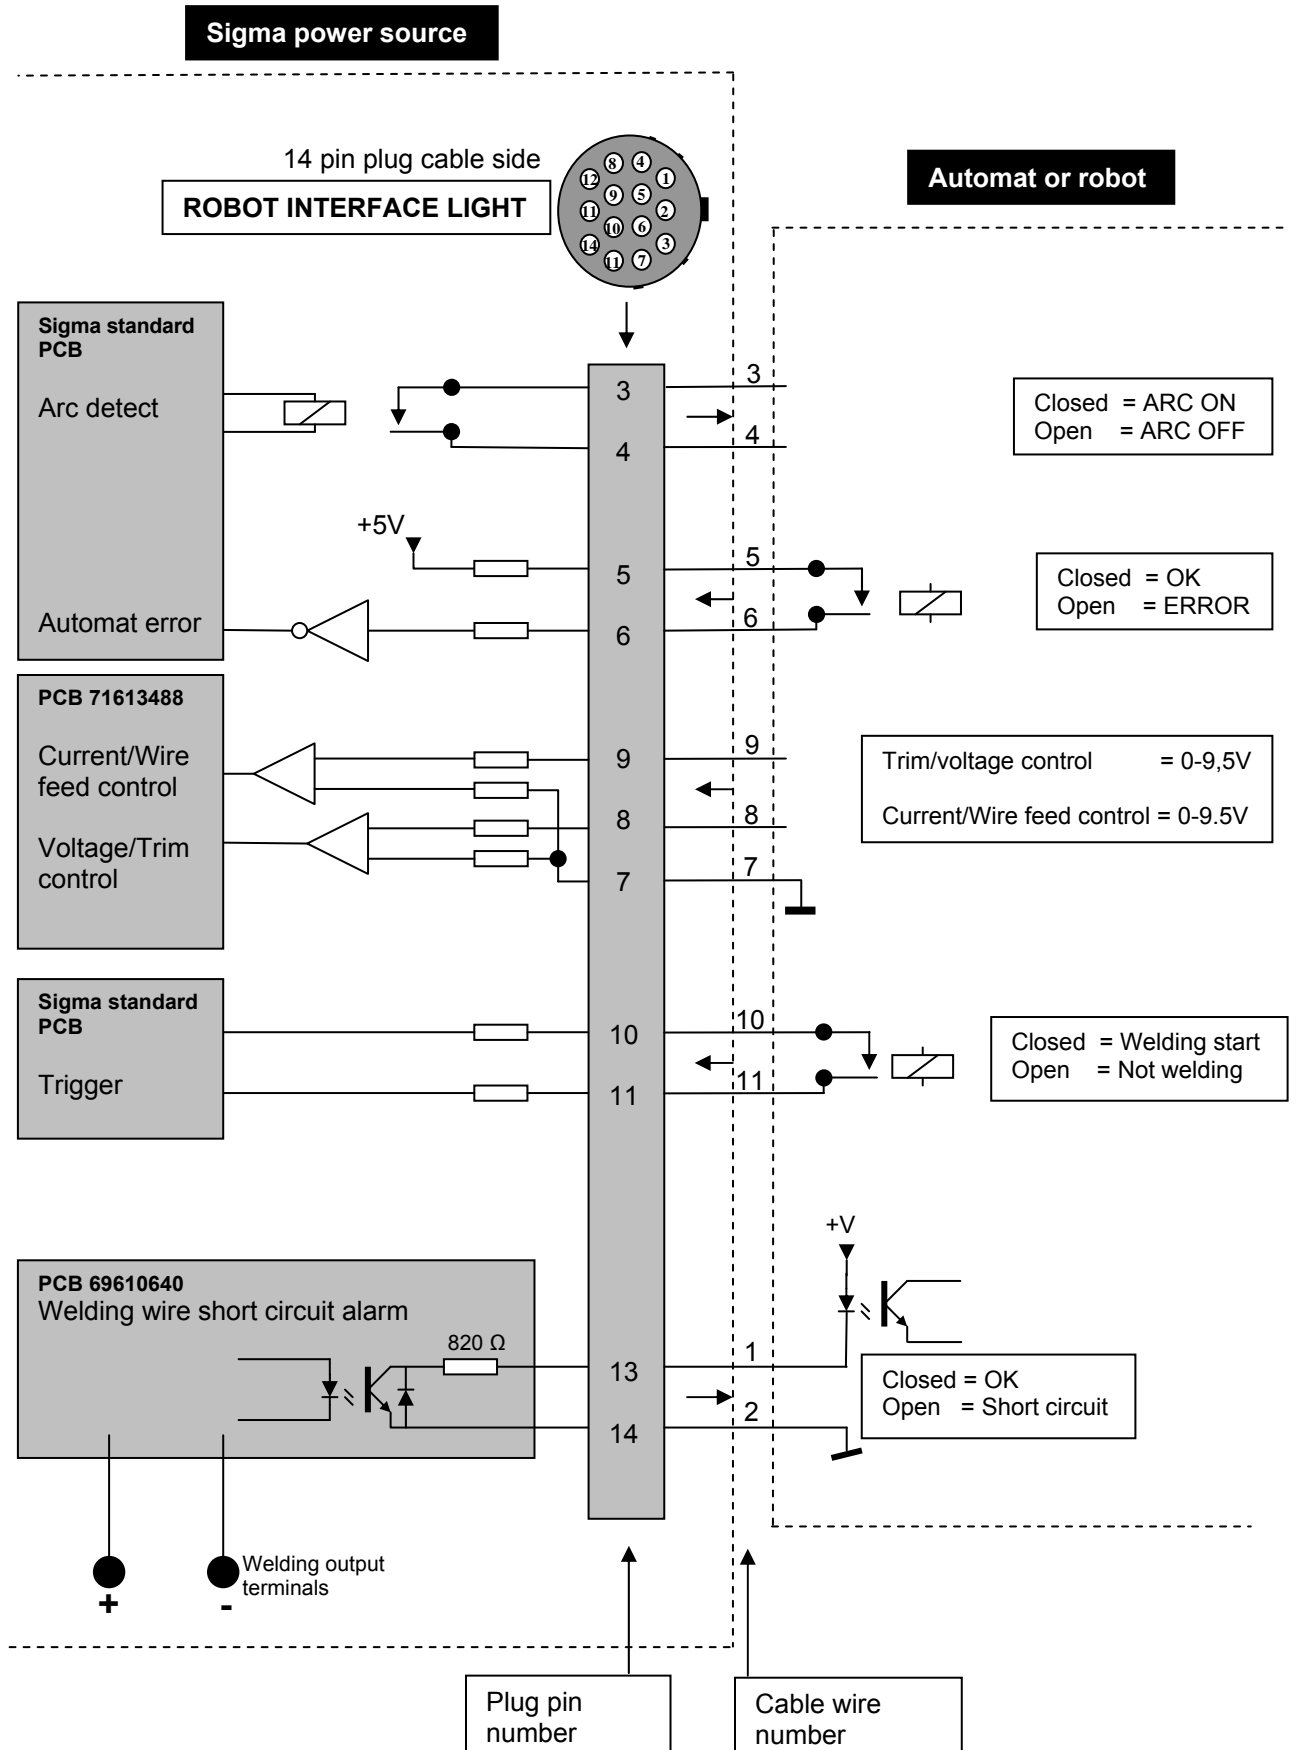 Sigma power source
14 pin plug cable side
ROBOT INTERFACE LIGHT
8 4
12 1
9 5
11 2
10 6
14 3
11 7
Automat or robot
Sigma standard
PCB
Arc detect
3 3
4 4
Closed = ARC ON
Open = ARC OFF
+5V
5 5
Automat error
6 6
Closed = OK
Open = ERROR
PCB 71613488
Current/Wire
feed control
Voltage/Trim
control
9 9
8 8
7 7
Trim/voltage control = 0-9,5V
Current/Wire feed control = 0-9.5V
Sigma standard
PCB
Trigger
10 10
11 11
Closed = Welding start
Open = Not welding
+V
PCB 69610640
Welding wire short circuit alarm
820 Ω
13 1
14 2
Closed = OK
Open = Short circuit
Welding output
terminals
+ -
Plug pin
number
Cable wire
number